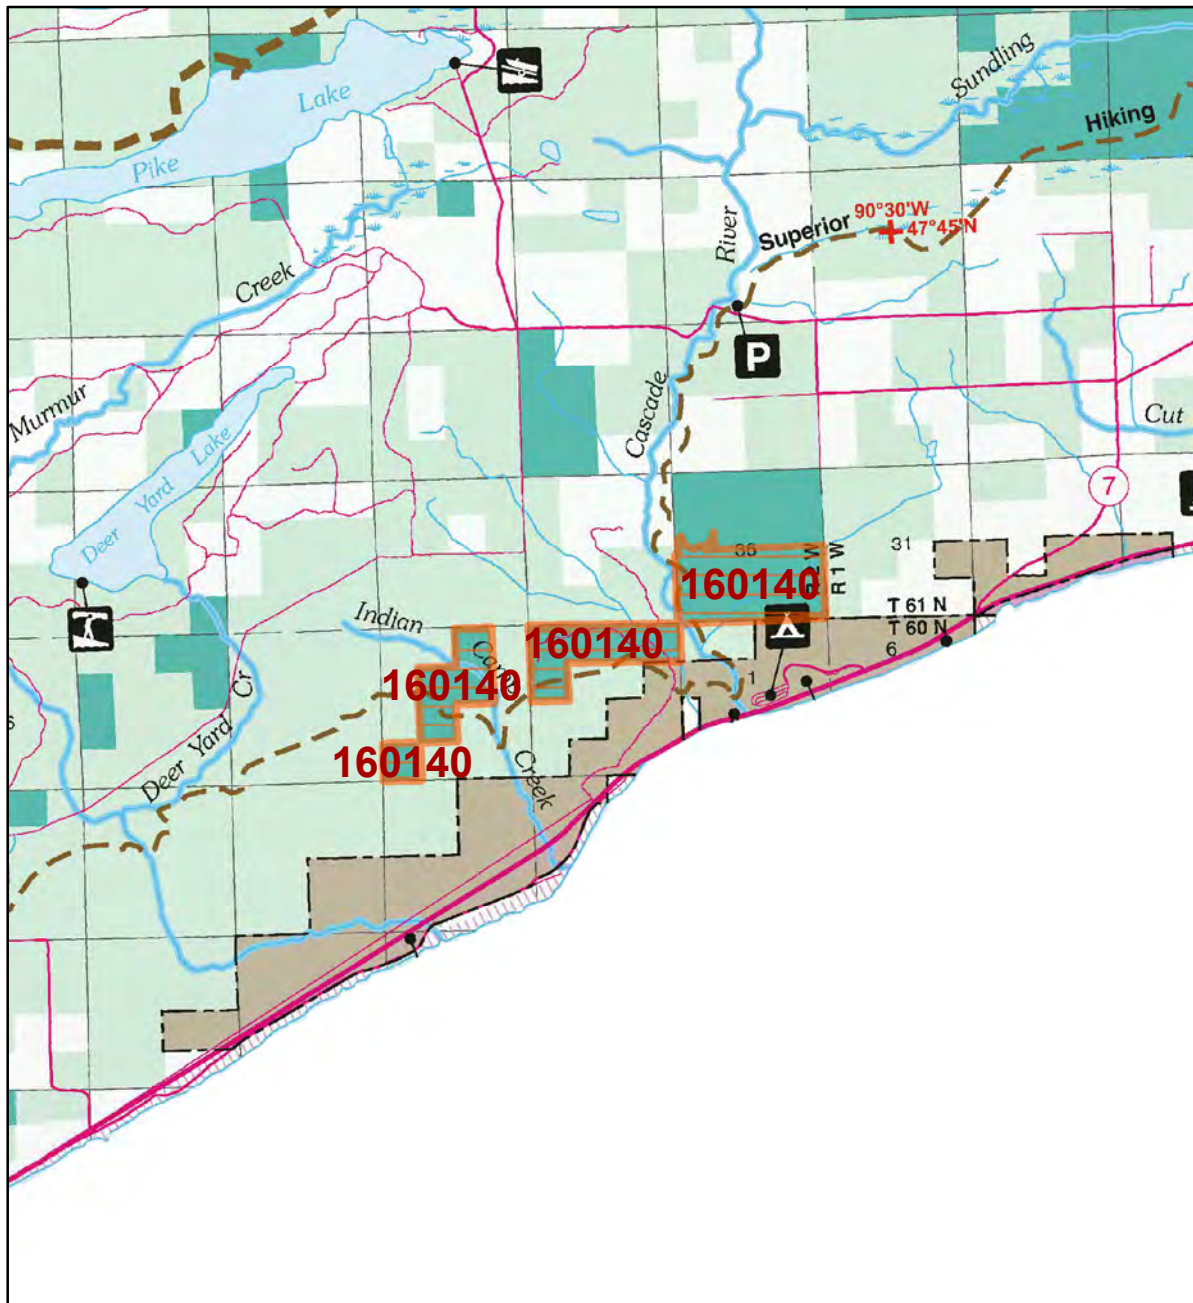 Sundling
Lake
Hiking
Pike
90°30'W
Superior
47°45'N
River
Creek
P
Cascade
Murmur
Cut
Deer Yard Lake
7
36
31
R 1 W
160140
T 61 N
Indian
T 60 N
160140
6
160140
1
160140
Deer Yard Cr
Creek